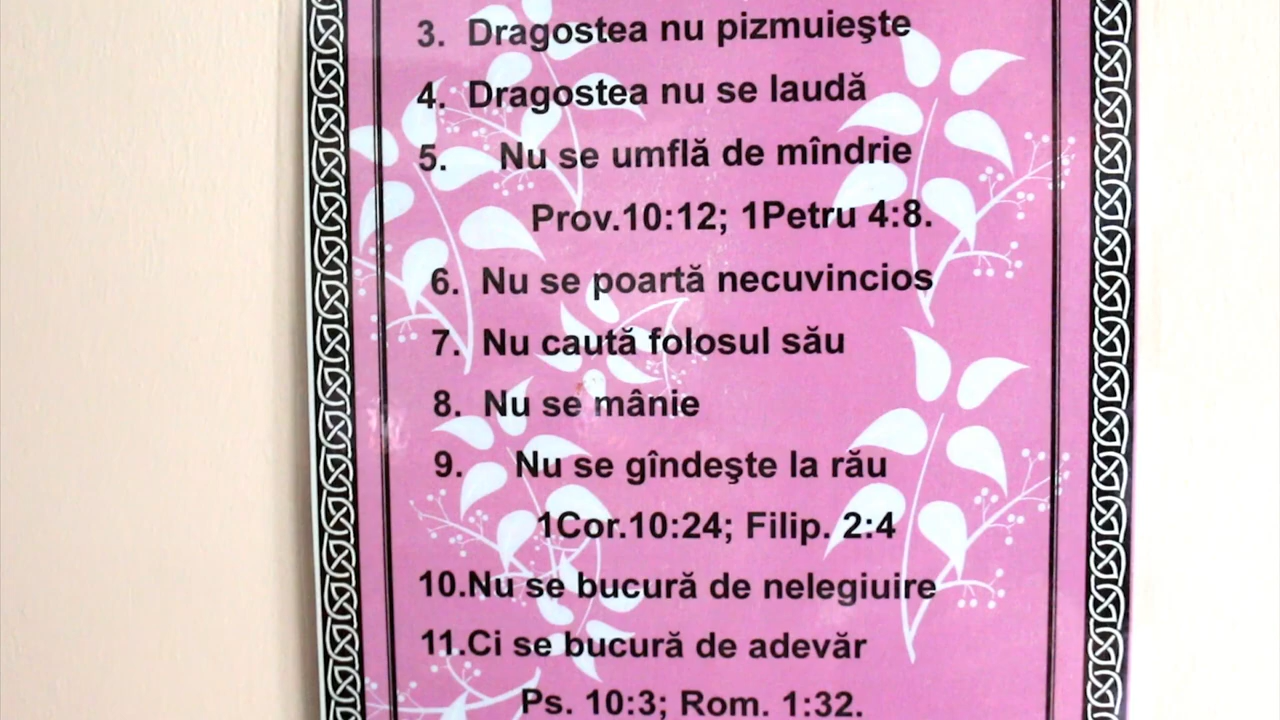 3. Dragostea nu pizmuieşte
4. Dragostea nu se laudă
5. Nu se umflă de mîndrie
Prov.10:12; 1Petru 4:8.
6. Nu se poartă necuvincios
7. Nu caută folosul său
8. Nu se mânie
9. Nu se gîndeşte la rău
1Cor.10:24; Filip. 2:4
10.Nu se bucură de nelegiuire
11.Ci se bucură de adevăr
Ps. 10:3; Rom. 1:32.